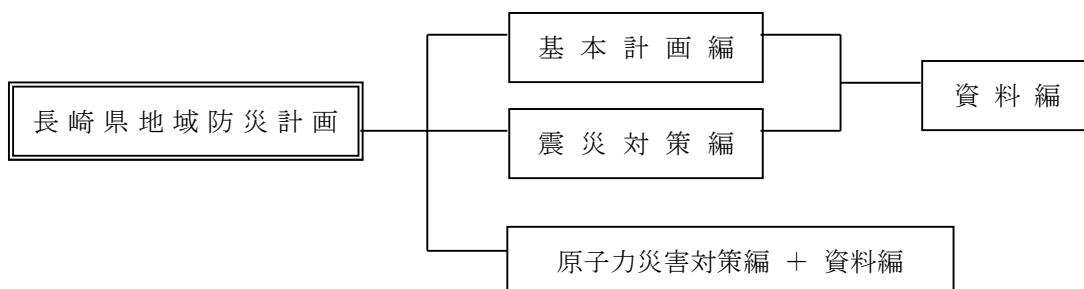 基本計画編
長崎県地域防災計画
資料編
震災対策編
原子力災害対策編 + 資料編